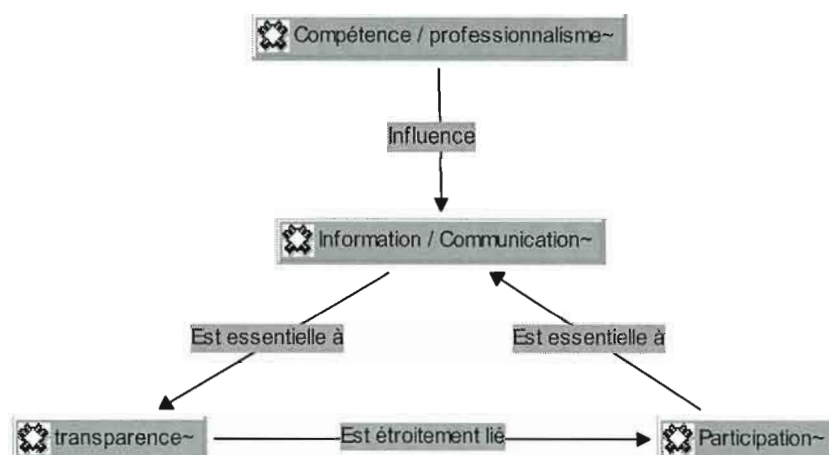 Compétence / professionnalisme~
Influence
Information / Communication~
Est essentielle à
Est essentielle à
transparence~
Est étroitement lié
Participation~